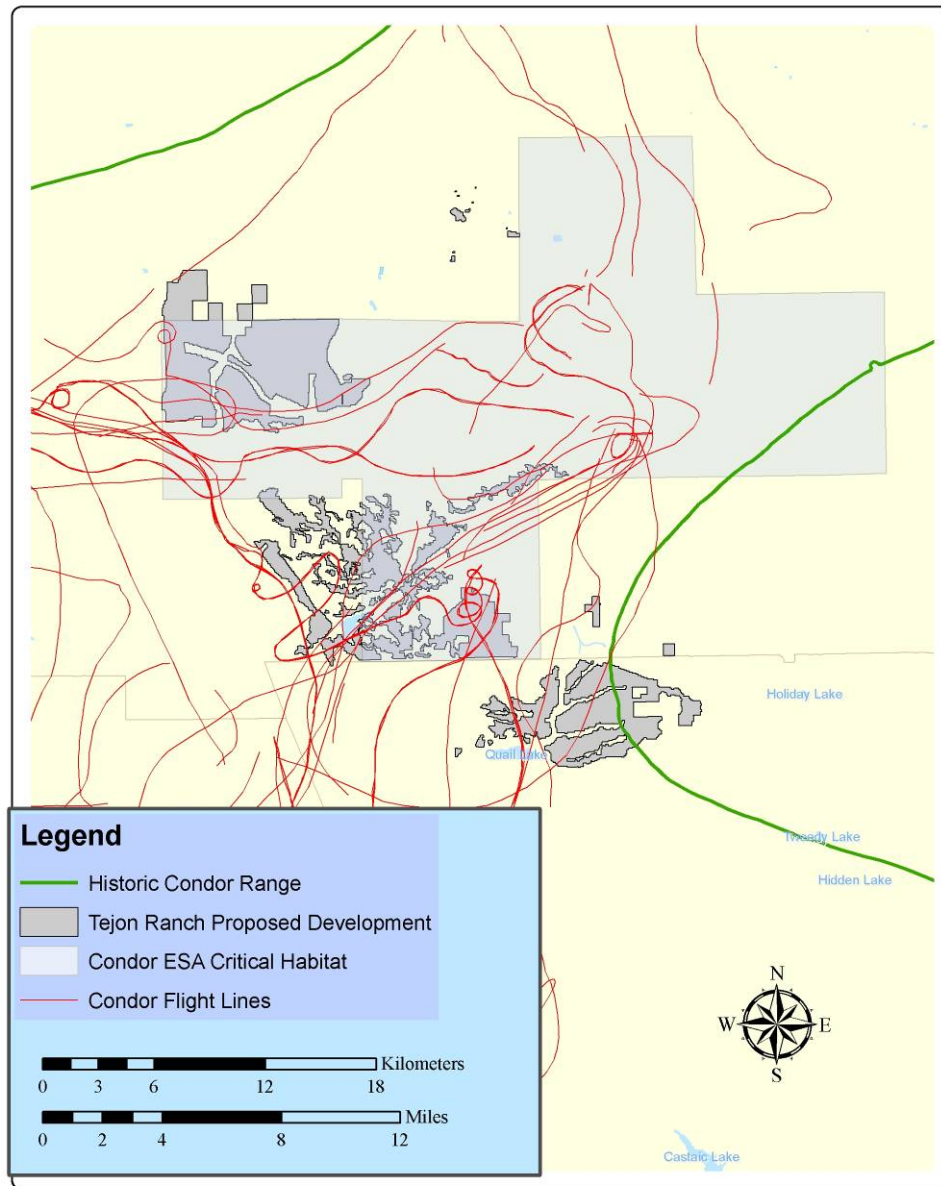 Holiday Lake
Quail Lake
Tweedy Lake
Hidden Lake
Legend
Historic Condor Range
Tejon Ranch Proposed Development
Condor ESA Critical Habitat
Condor Flight Lines
N
W E
S
Kilometers
0 3 6 12 18
Miles
0 2 4 8 12
Castaic Lake